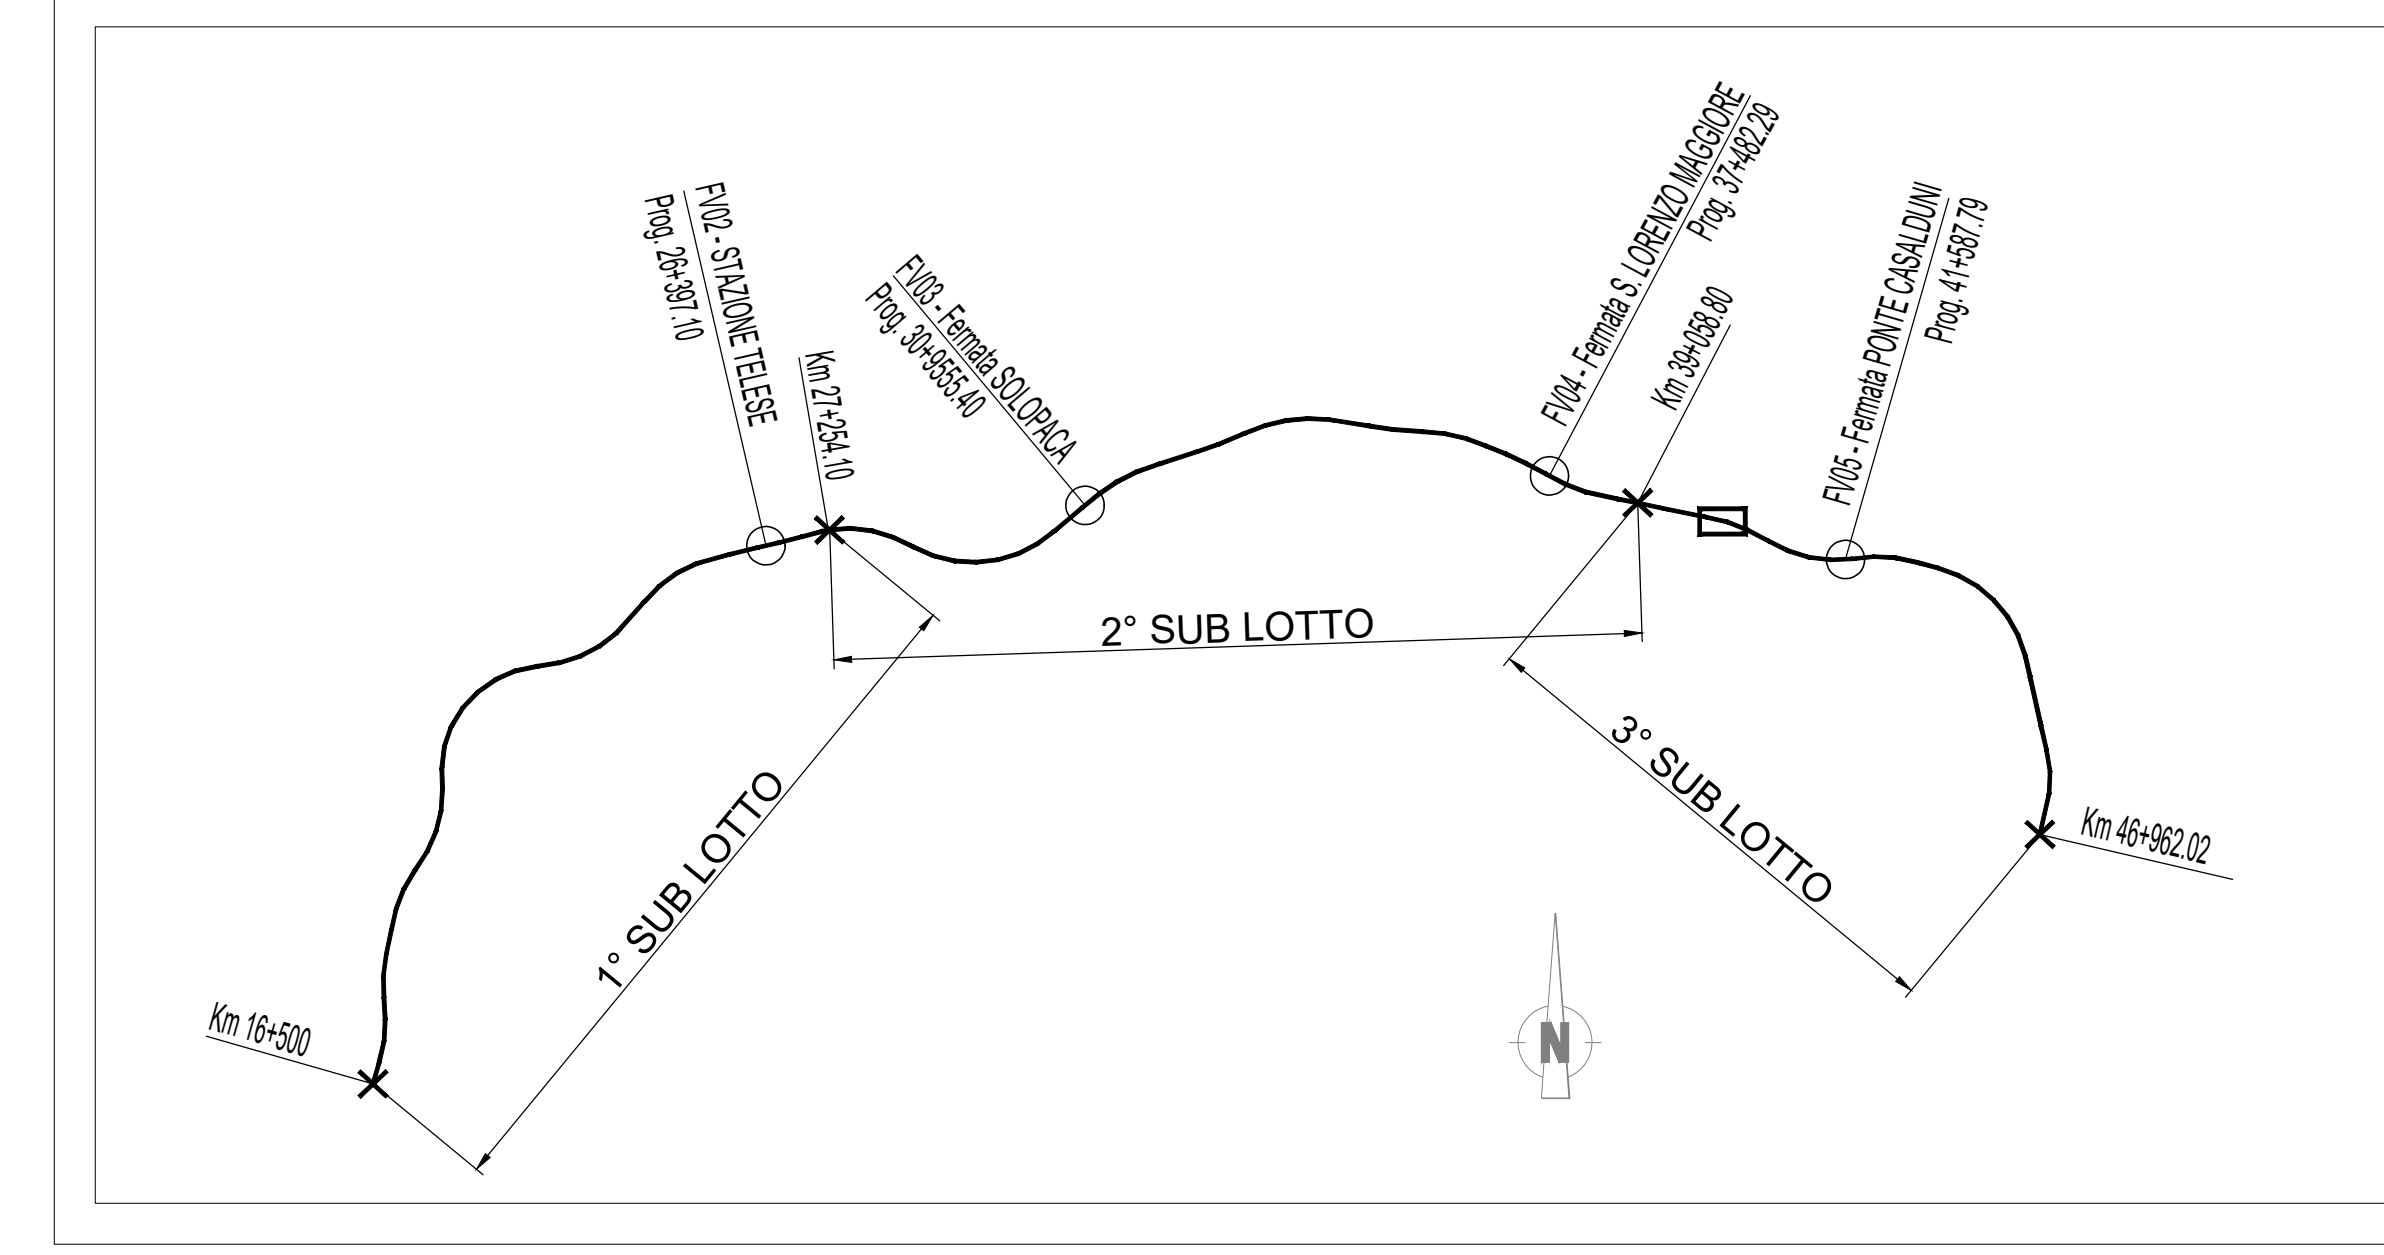 FV02 - STAZIONE TELESE
Prog. 26+397.10
Km 27+254.10
FV03 - Fermata SOLOPACA
Prog. 30+9555.40
FV04 - Fermata S. LORENZO MAGGIORE
Prog. 37+482.29
Km 39+058.80
FV05 - Fermata PONTE CASALDUNI
Prog. 41+587.79
2° SUB LOTTO
1° SUB LOTTO
3° SUB LOTTO
Km 46+962.02
Km 16+500
N